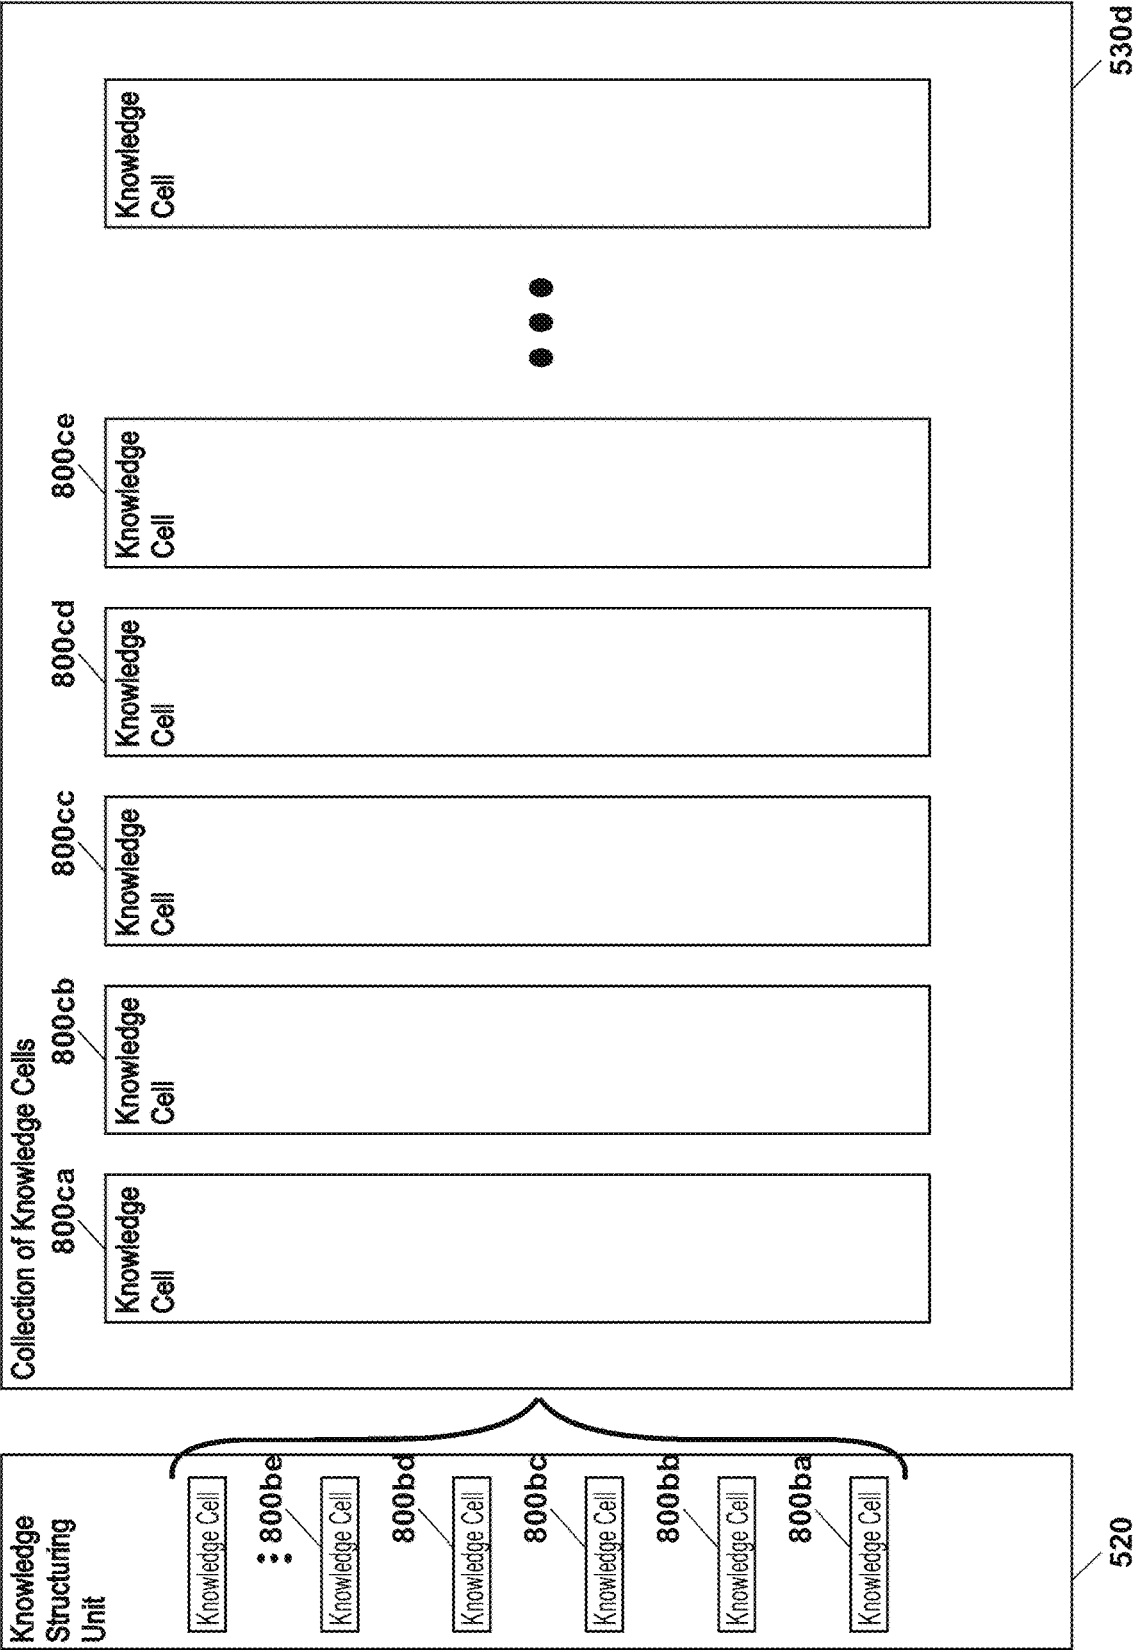 Knowledge
Structuring
Unit
Knowledge Cell
800be
Knowledge Cell
800bd
Knowledge Cell
800bc
Knowledge Cell
800bb
Knowledge Cell
800ba
Knowledge Cell
520
Collection of Knowledge Cells
800ca
Knowledge
Cell
800cb
Knowledge
Cell
800cc
Knowledge
Cell
800cd
Knowledge
Cell
800ce
Knowledge
Cell
Knowledge
Cell
530d